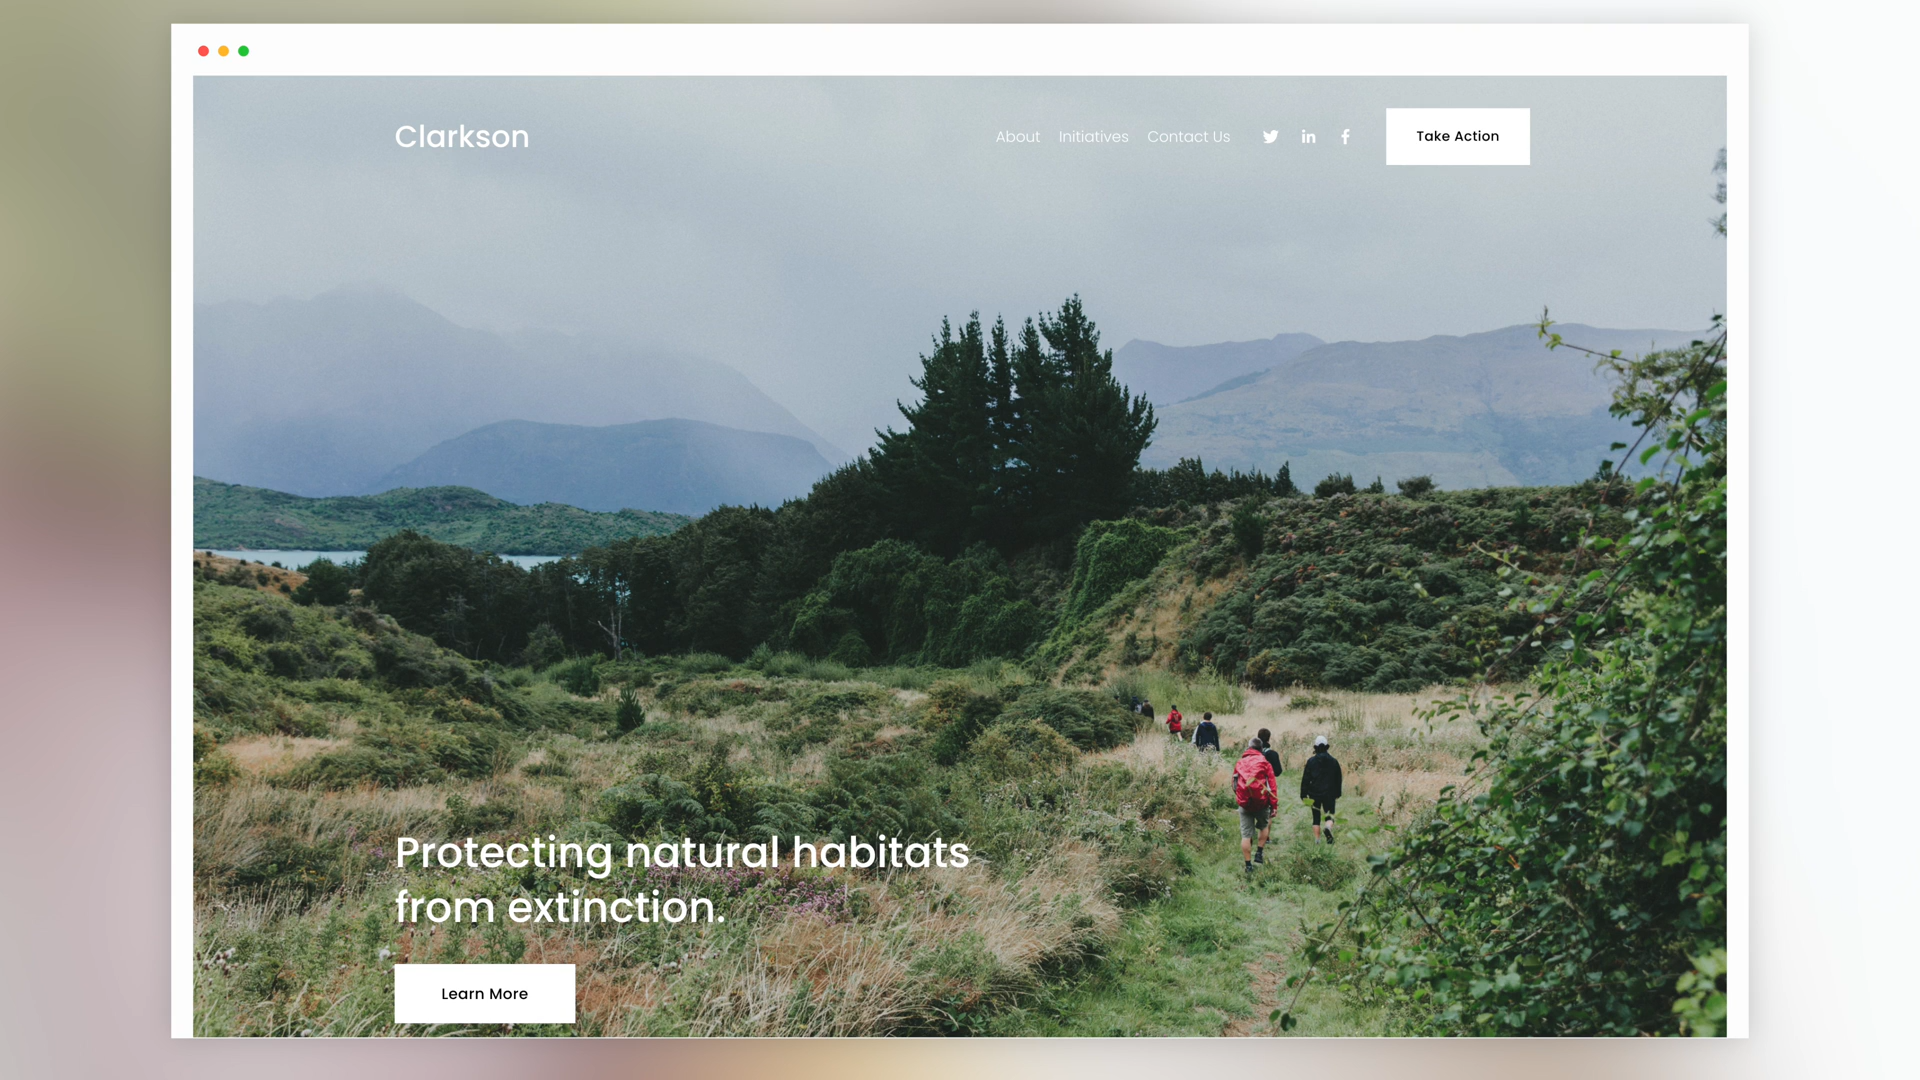 Clarkson
About Initiatives Contact Us
Take Action
Protecting natural habitats
from extinction.
Learn More